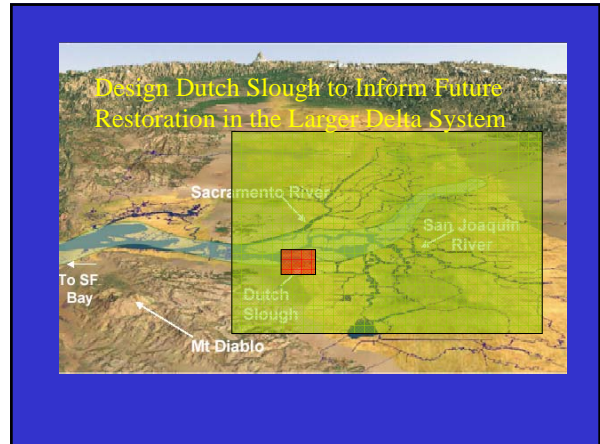 Design Dutch Slough to Inform Future
Restoration in the Larger Delta System
Sacramento River
San Joaquin
River
To SF
Bay
Dutch
Slough
Mt Diablo